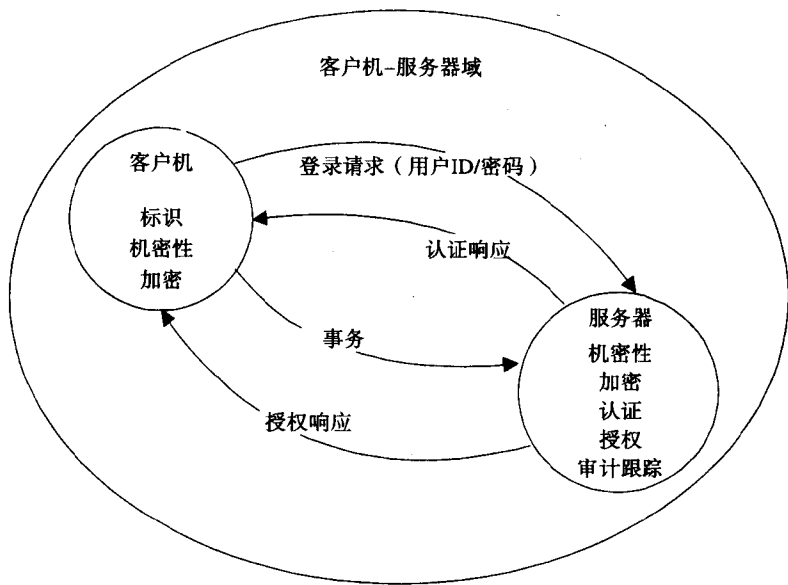 客户机-服务器域
客户机
标识
机密性
加密
登录请求（用户ID/密码）
认证响应
事务
授权响应
服务器
机密性
加密
认证
授权
审计跟踪